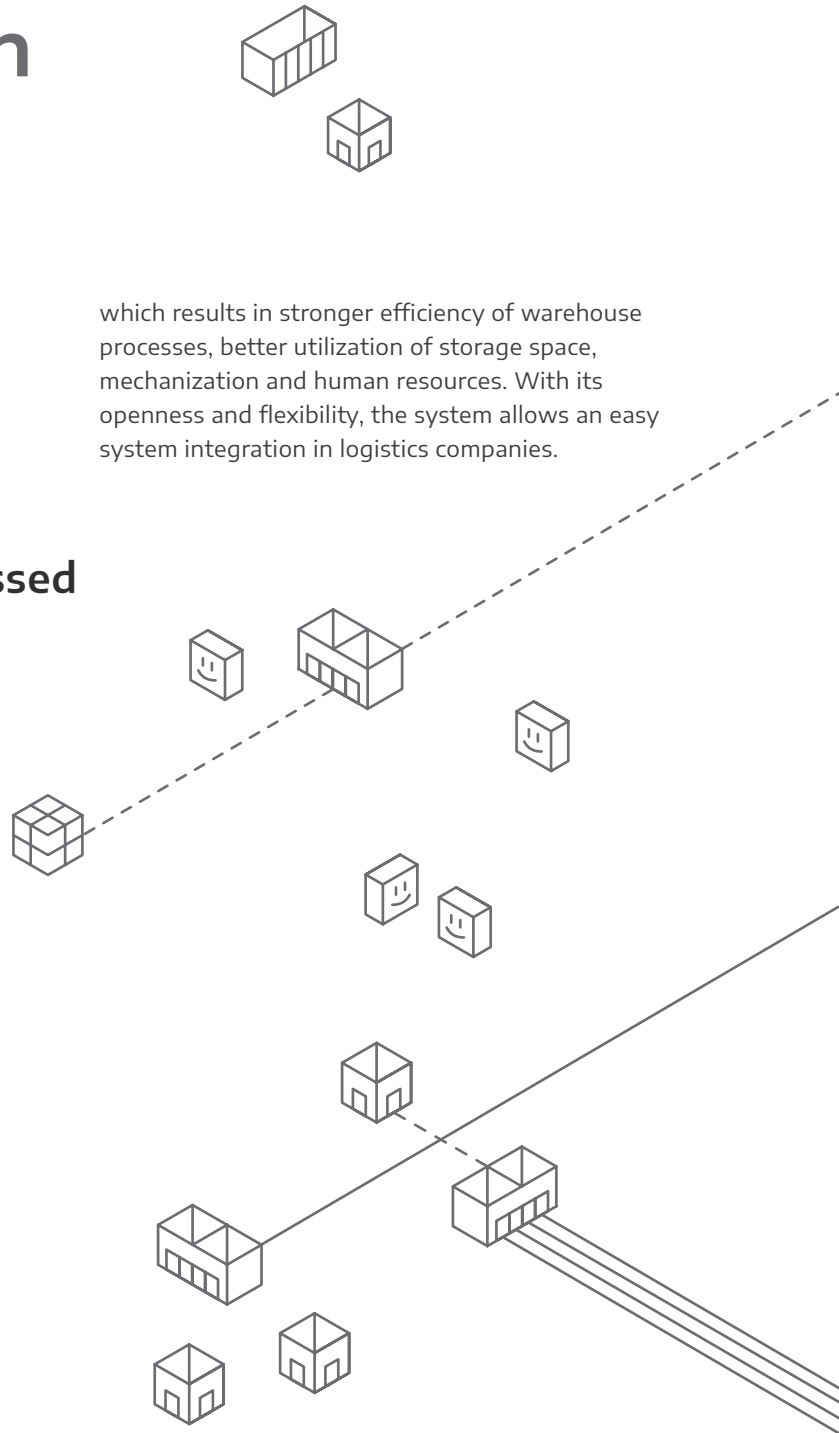 which results in stronger efficiency of warehouse
processes, better utilization of storage space,
mechanization and human resources. With its
openness and flexibility, the system allows an easy
system integration in logistics companies.